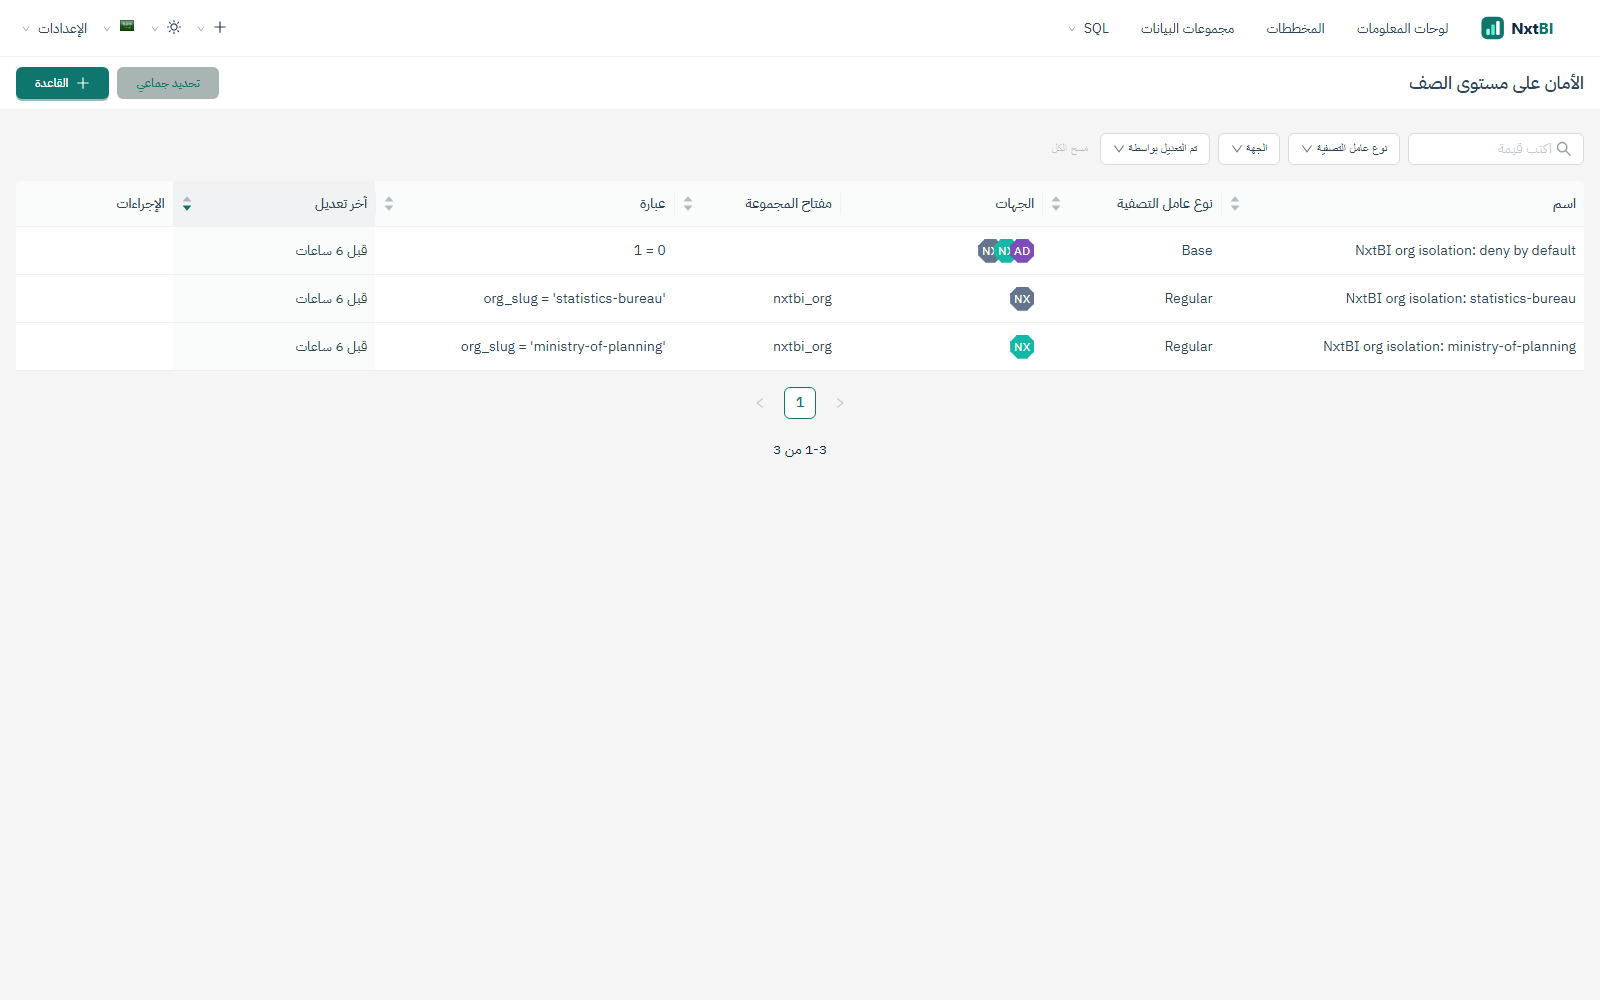 NxtBI
لوحات المعلومات
المخططات
مجموعات البيانات
SQL
الإعدادات
الأمان على مستوى الصف
تحديد جماعي
القاعدة
اكتب قيمة
نوع عامل التصفية
الجهة
تم التعديل بواسطة
مسح الكل
اسم نوع عامل التصفية الجهات مفتاح المجموعة عبارة آخر تعديل الإجراءات
NxtBI org isolation: deny by default Base AD NX NX 1 = 0 قبل 6 ساعات
NxtBI org isolation: statistics-bureau Regular NX nxtbi_org org_slug = 'statistics-bureau' قبل 6 ساعات
NxtBI org isolation: ministry-of-planning Regular NX nxtbi_org org_slug = 'ministry-of-planning' قبل 6 ساعات
1
1-3 من 3